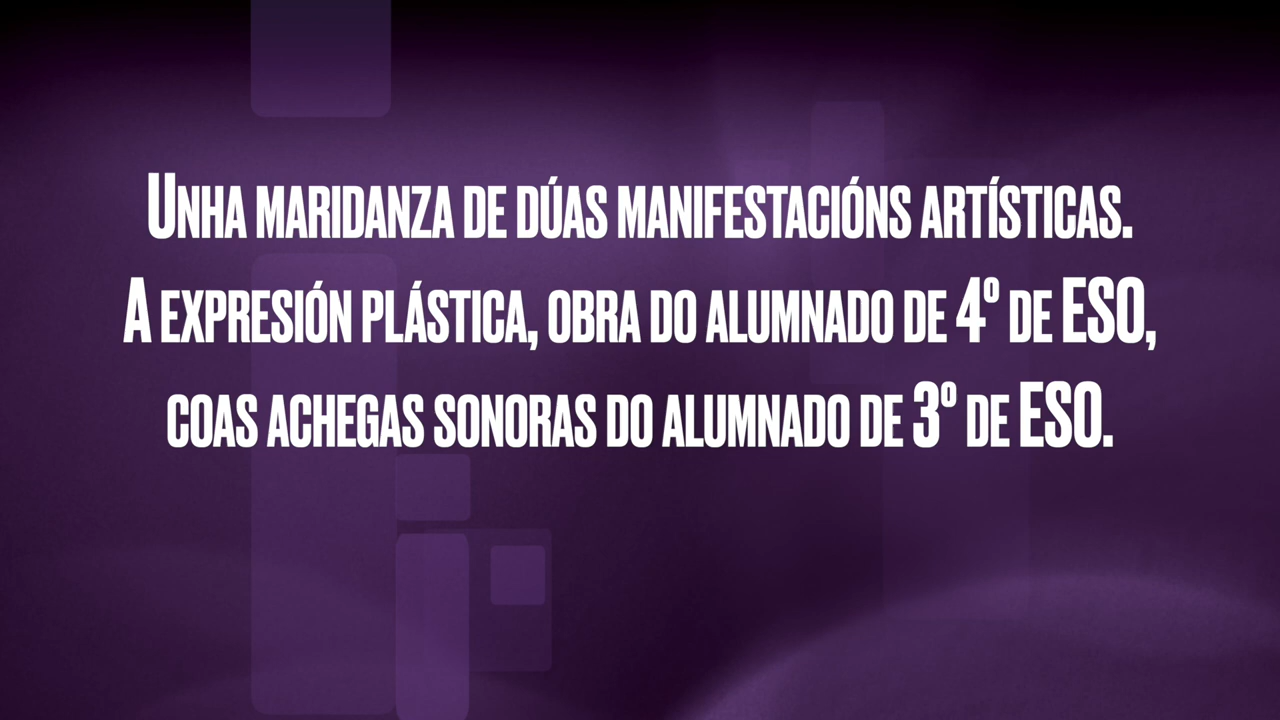 Unha maridanza de dúas manifestacións artísticas.
A expresión plástica, obra do alumnado de 4º de ESO,
coas achegas sonoras do alumnado de 3º de ESO.